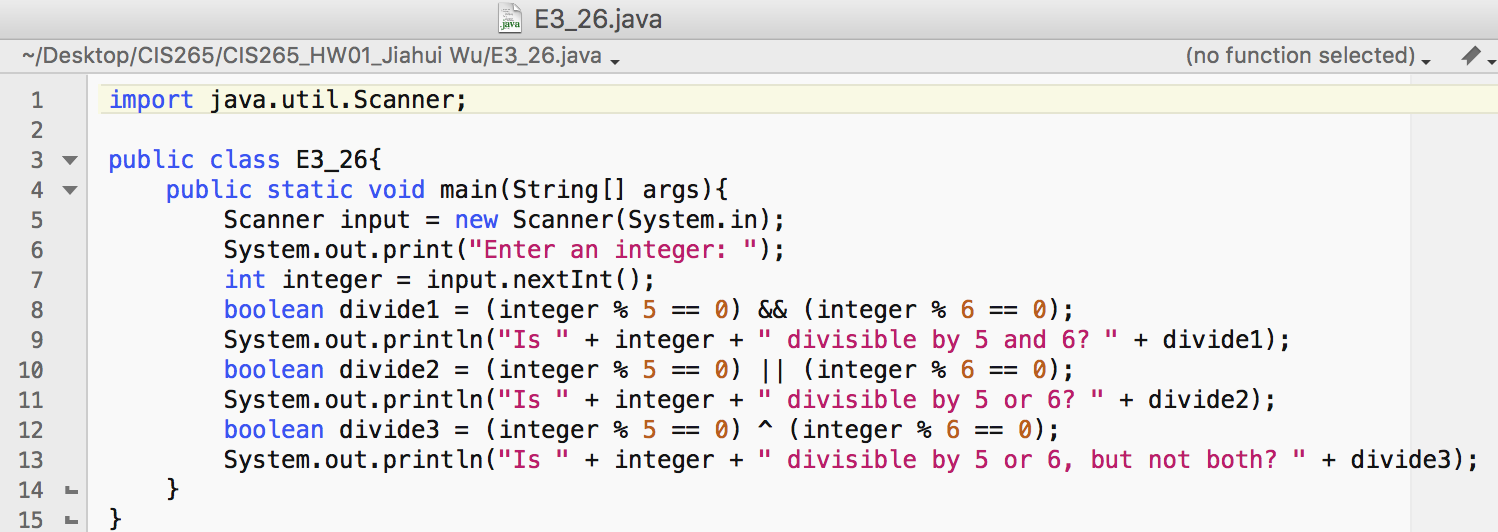 E3_26.java
~/Desktop/CIS265/CIS265_HW01_Jiahui Wu/E3_26.java (no function selected)
1 import java.util.Scanner;
2
3 public class E3_26{
4 public static void main(String[] args){
5 Scanner input = new Scanner(System.in);
6 System.out.print("Enter an integer: ");
7 int integer = input.nextInt();
8 boolean divide1 = (integer % 5 == 0) && (integer % 6 == 0);
9 System.out.println("Is " + integer + " divisible by 5 and 6? " + divide1);
10 boolean divide2 = (integer % 5 == 0) || (integer % 6 == 0);
11 System.out.println("Is " + integer + " divisible by 5 or 6? " + divide2);
12 boolean divide3 = (integer % 5 == 0) ^ (integer % 6 == 0);
13 System.out.println("Is " + integer + " divisible by 5 or 6, but not both? " + divide3);
14 }
15 }